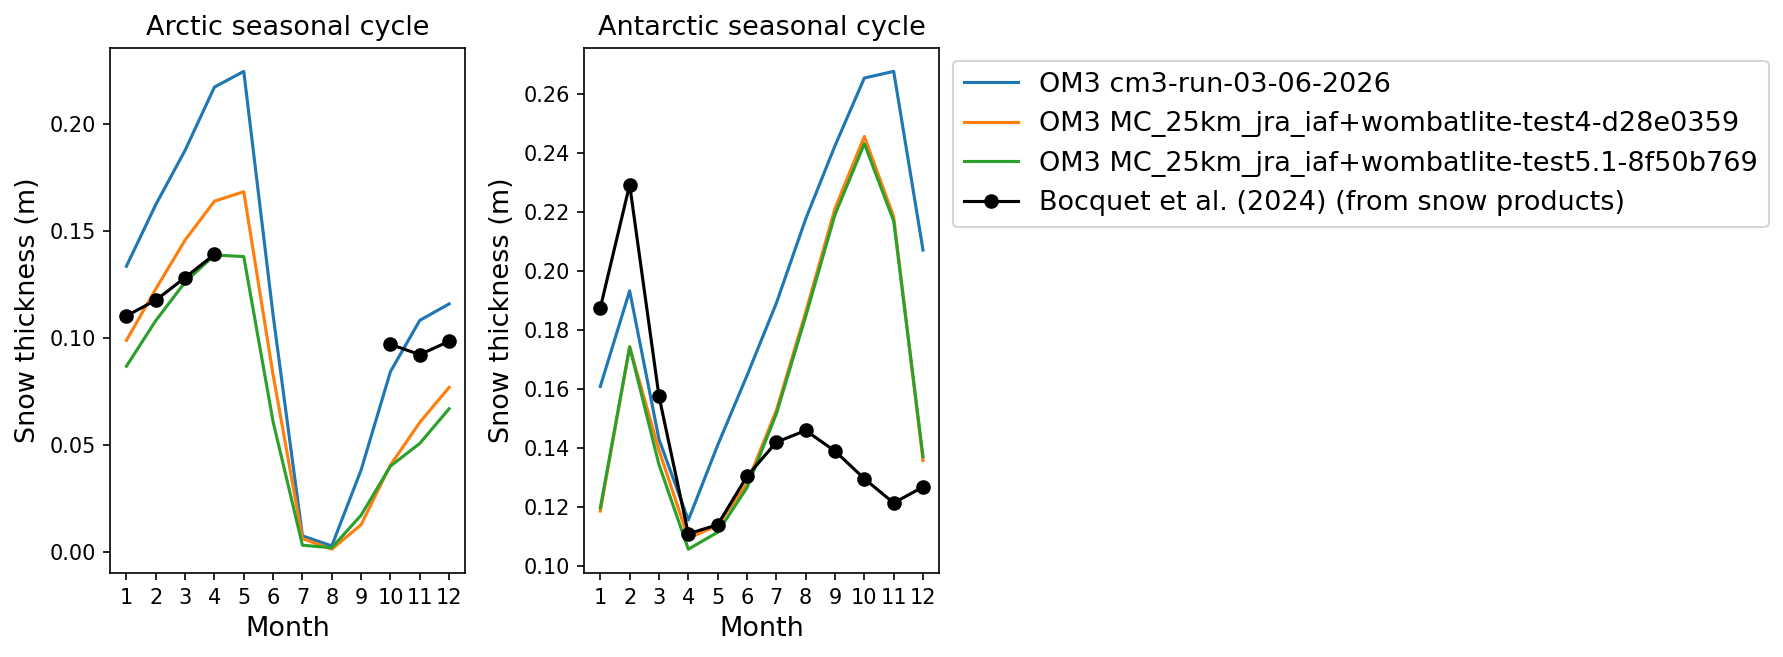 Arctic seasonal cycle
Antarctic seasonal cycle
OM3 cm3-run-03-06-2026
OM3 MC_25km_jra_iaf+wombatlite-test4-d28e0359
OM3 MC_25km_jra_iaf+wombatlite-test5.1-8f50b769
Bocquet et al. (2024) (from snow products)
Snow thickness (m)
0.20
0.15
0.10
0.05
0.00
1 2 3 4 5 6 7 8 9 10 11 12
Month
Snow thickness (m)
0.26
0.24
0.22
0.20
0.18
0.16
0.14
0.12
0.10
1 2 3 4 5 6 7 8 9 10 11 12
Month